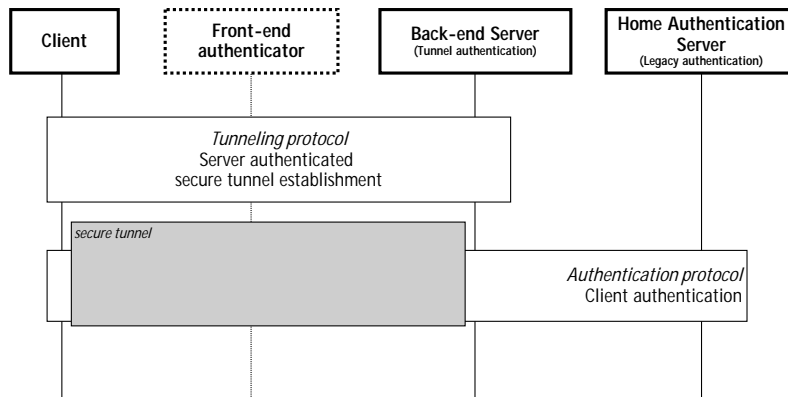 Client
Front-end
authenticator
Back-end Server
(Tunnel authentication)
Home Authentication
Server
(Legacy authentication)
Tunneling protocol
Server authenticated
secure tunnel establishment
secure tunnel
Authentication protocol
Client authentication